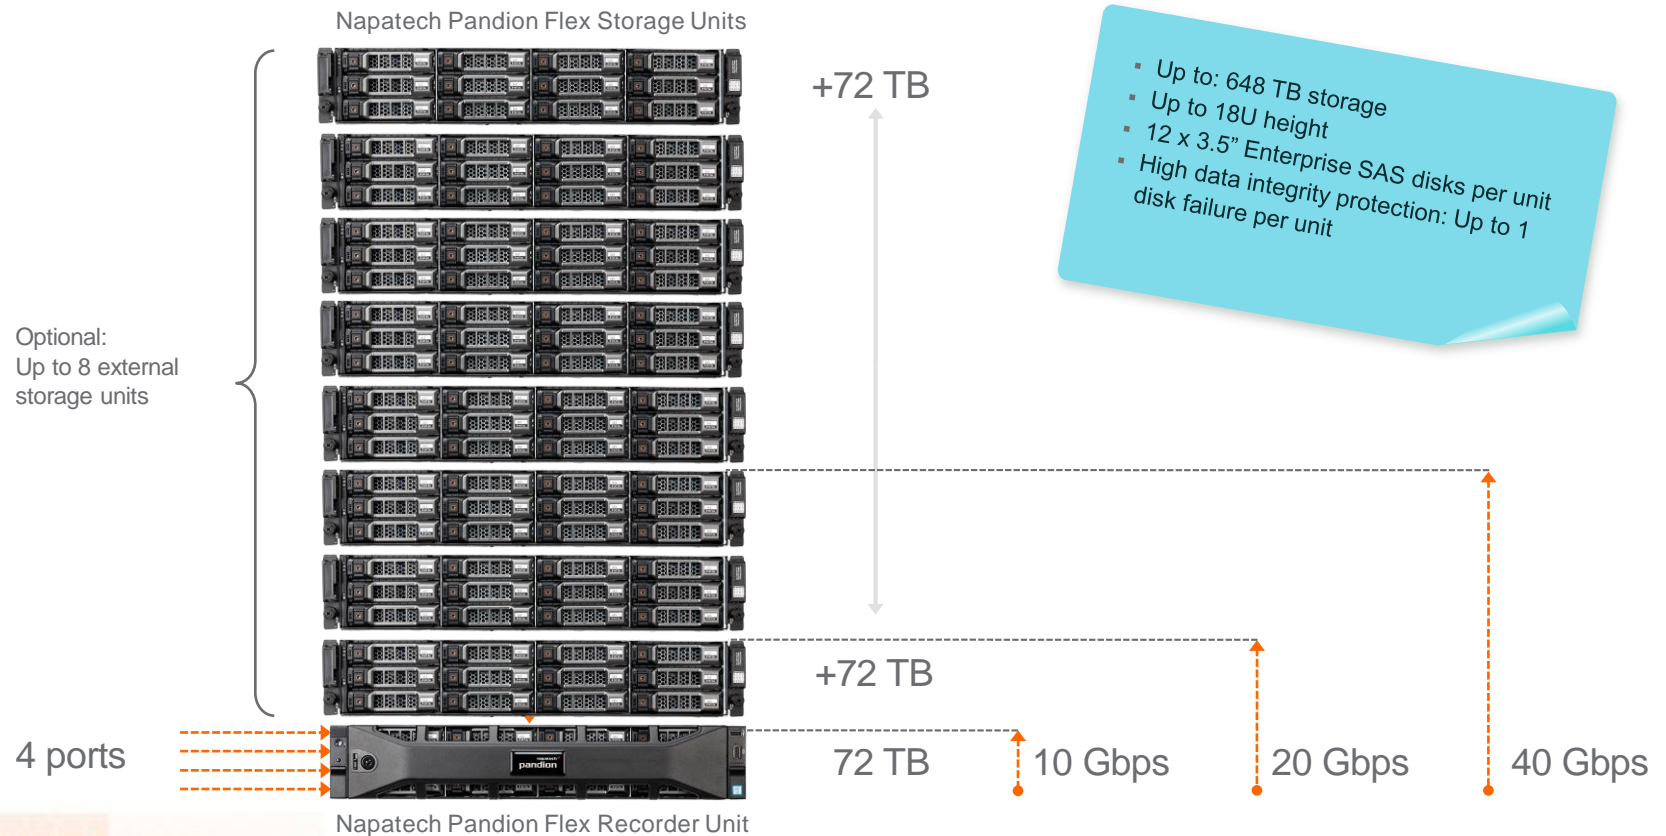 Napatech Pandion Flex Storage Units
+72 TB
▪ Up to: 648 TB storage
▪ Up to 18U height
▪ 12 x 3.5” Enterprise SAS disks per unit
▪ High data integrity protection: Up to 1
disk failure per unit
Optional:
Up to 8 external
storage units
+72 TB
4 ports
napatech
pandion
72 TB
10 Gbps
20 Gbps
40 Gbps
Napatech Pandion Flex Recorder Unit